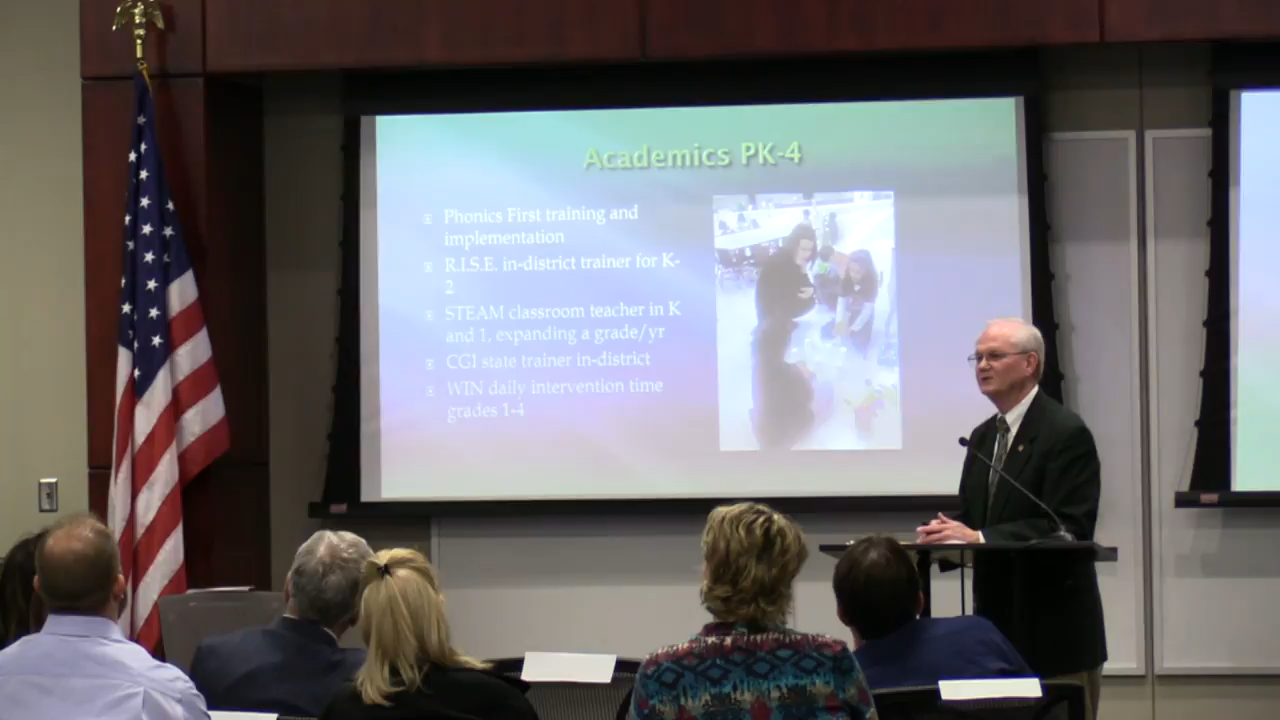 Academics PK-4
Phonics First training and
implementation
R.I.S.E. in-district trainer for K-
2
STEAM classroom teacher in K
and 1, expanding a grade/yr
CGI state trainer in-district
WIN daily intervention time
grades 1-4